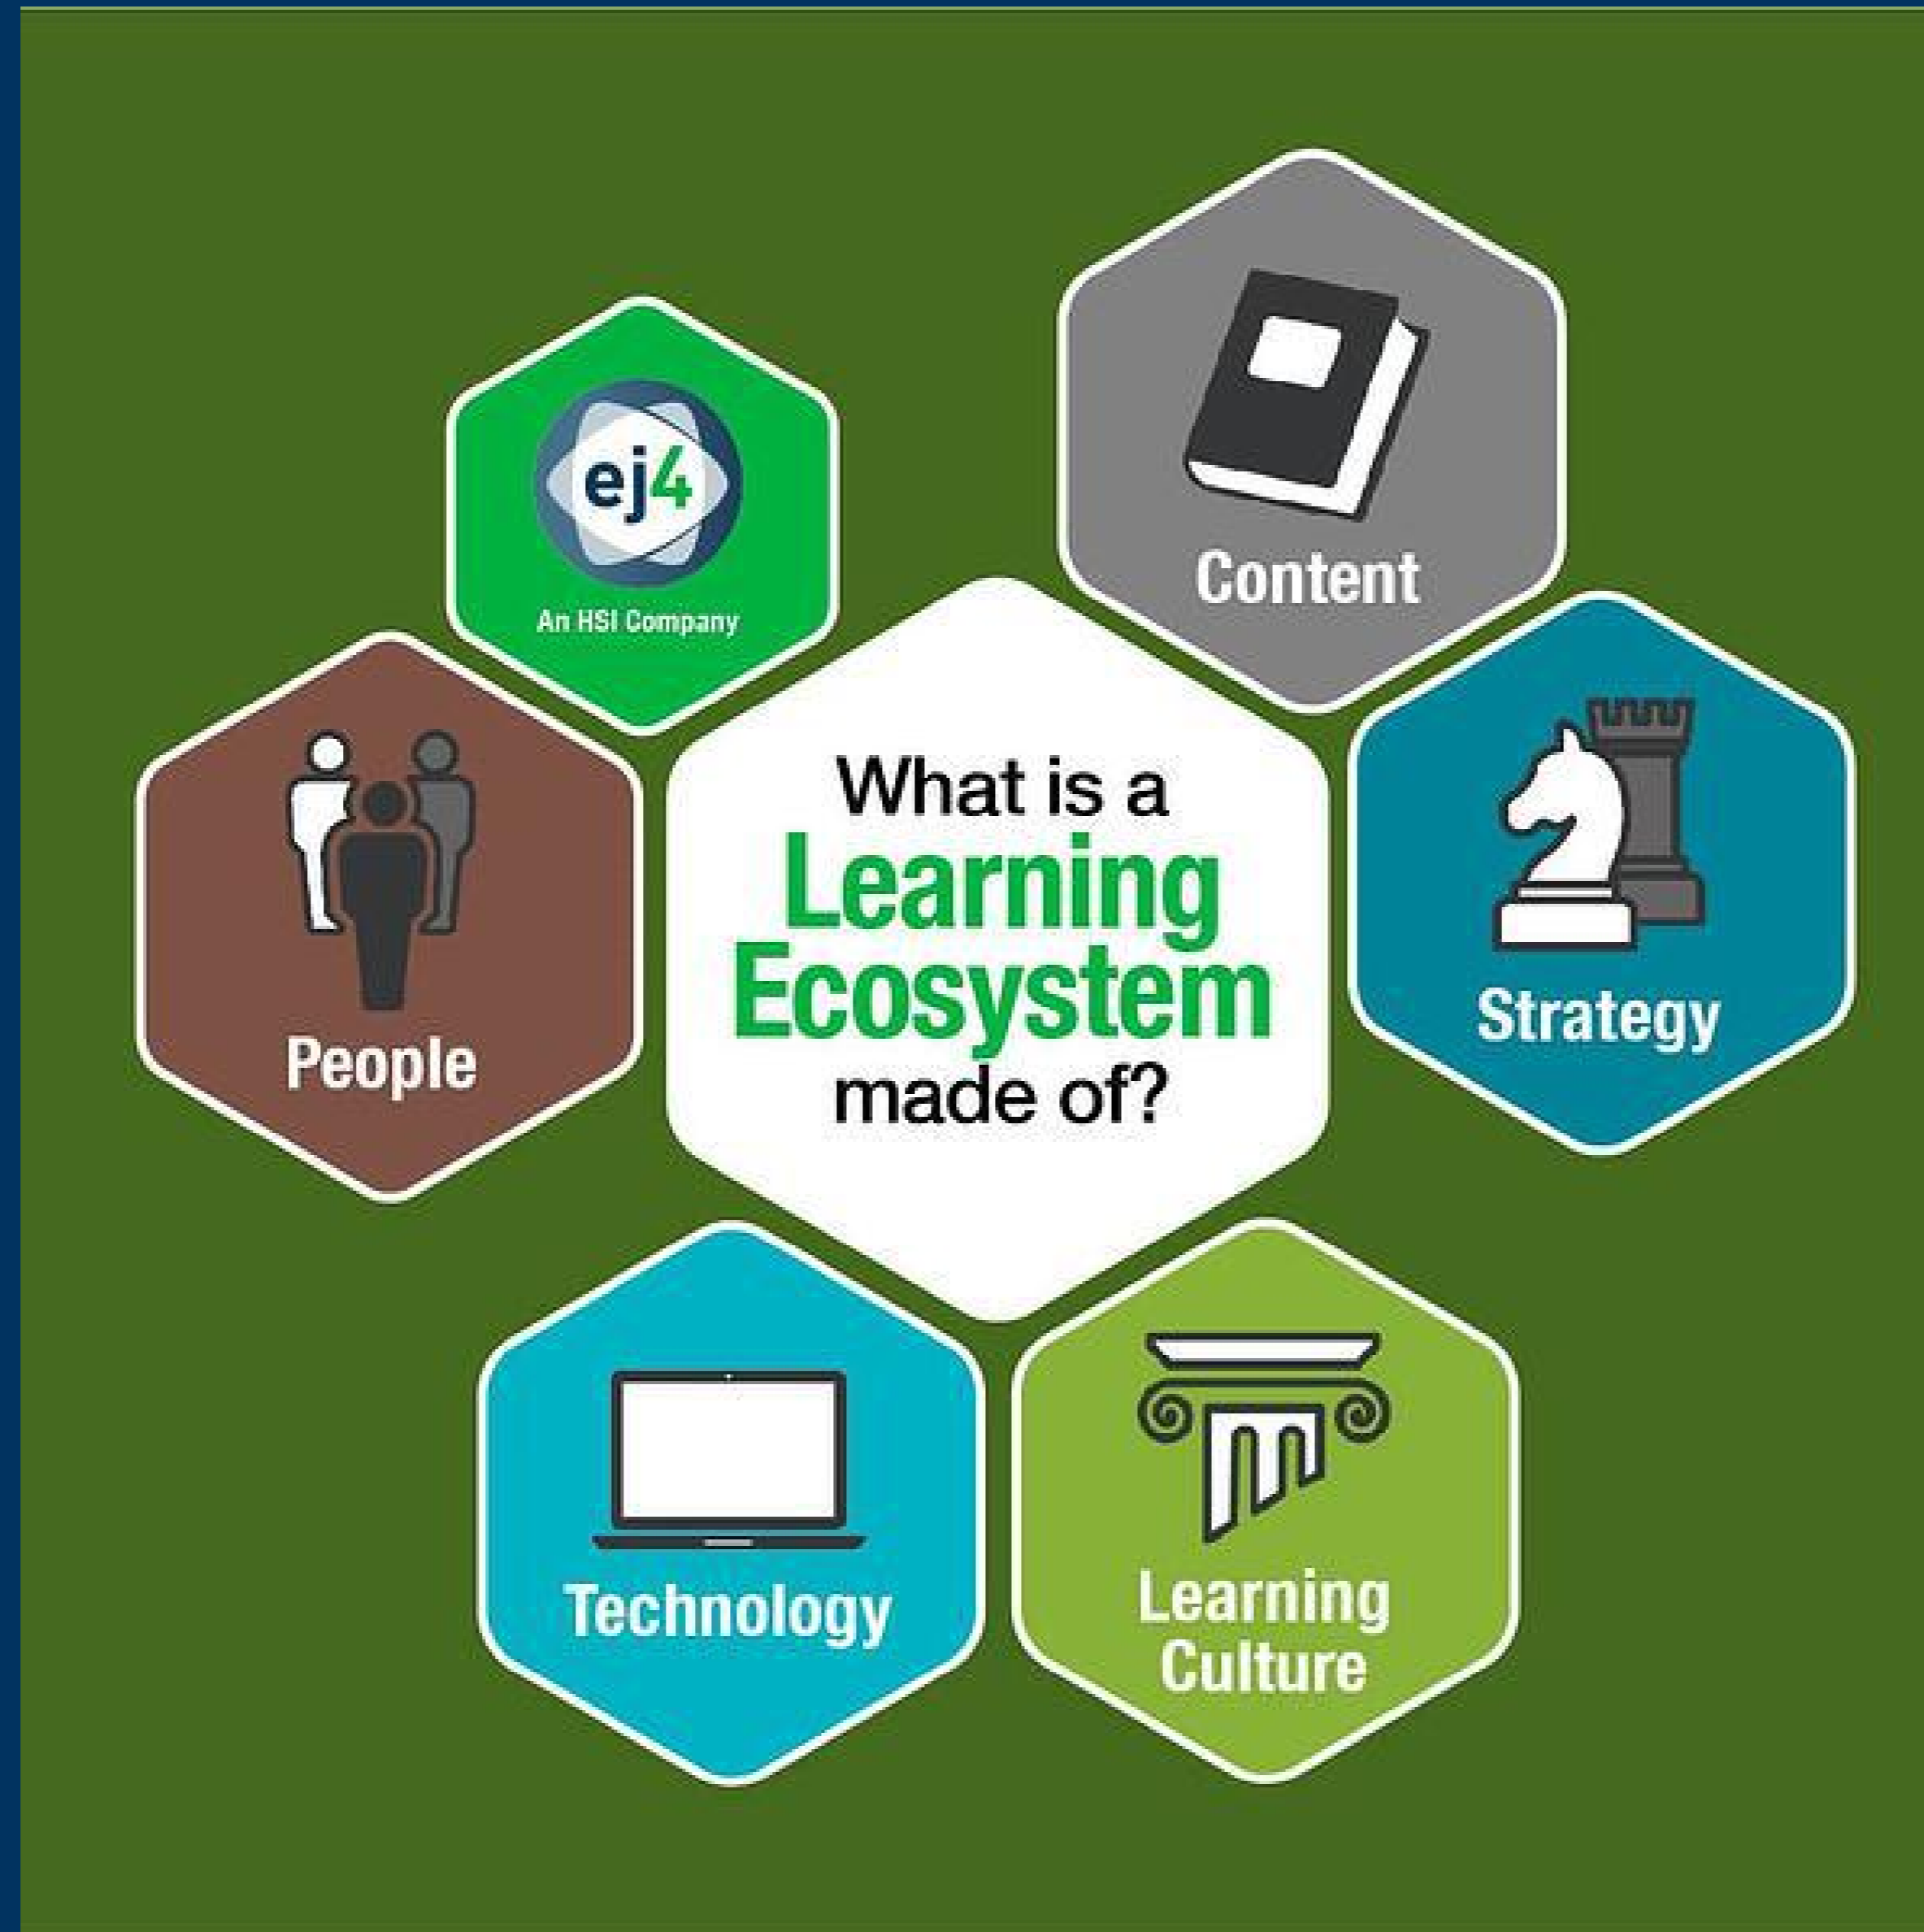 ej4
An HSI Company
Content
What is a
Learning
Ecosystem
made of?
People
Strategy
Technology
Learning
Culture